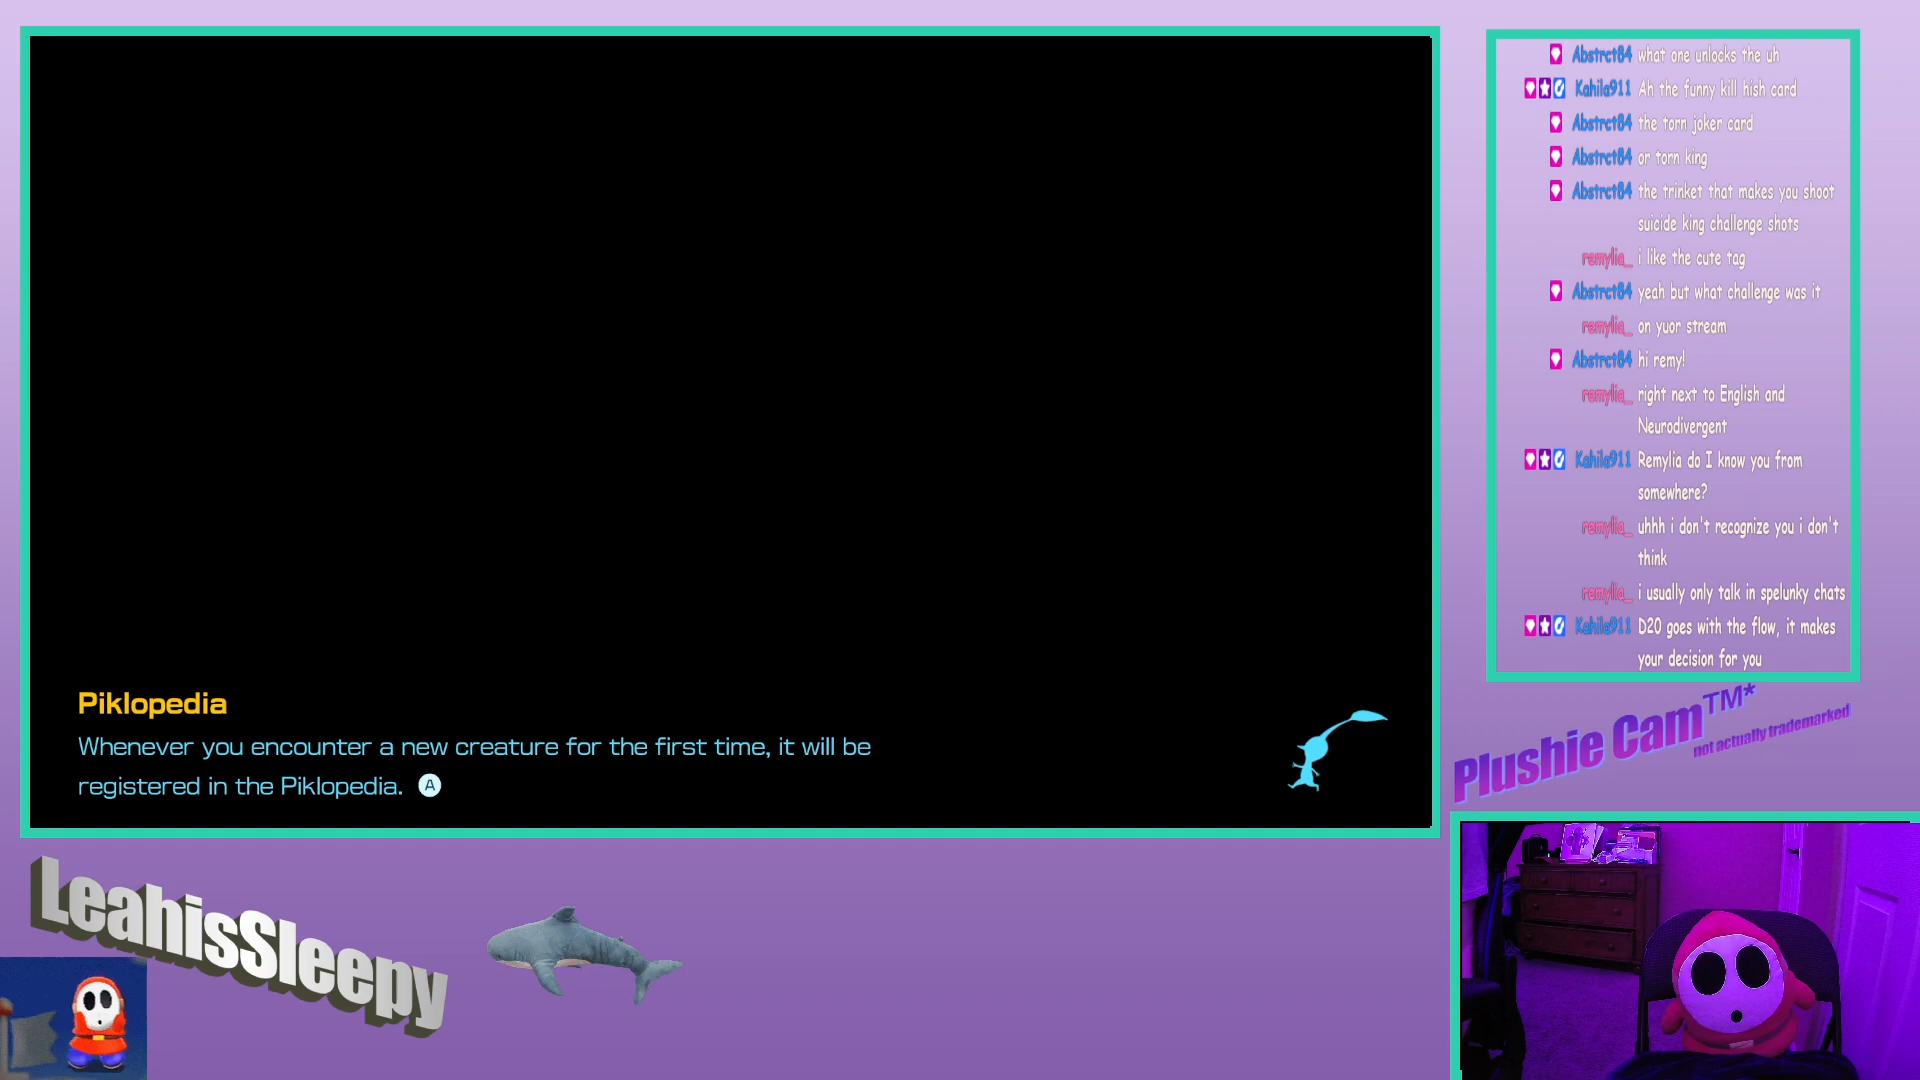 Abstrct84 what one unlocks the uh
Kahila911 Ah the funny kill hish card
Abstrct84 the torn joker card
Abstrct84 or torn king
Abstrct84 the trinket that makes you shoot
suicide king challenge shots
remylia_ i like the cute tag
Abstrct84 yeah but what challenge was it
remylia_ on yuor stream
Abstrct84 hi remy!
remylia_ right next to English and
Neurodivergent
Kahila911 Remylia do I know you from
somewhere?
remylia_ uhhh i don't recognize you i don't
think
remylia_ i usually only talk in spelunky chats
Kahila911 D20 goes with the flow, it makes
your decision for you
Piklopedia
Whenever you encounter a new creature for the first time, it will be
registered in the Piklopedia. A
Plushie Cam™*
not actually trademarked
LeahisSleepy